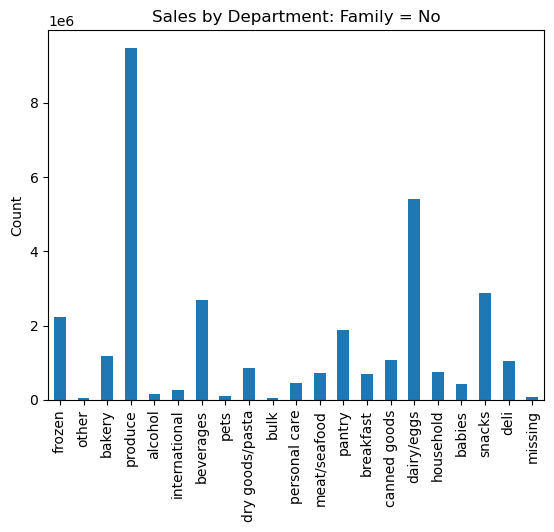 Sales by Department: Family = No
1e6
8
6
4
2
0
Count
frozen
other
bakery
produce
alcohol
international
beverages
pets
dry goods/pasta
bulk
personal care
meat/seafood
pantry
breakfast
canned goods
dairy/eggs
household
babies
snacks
deli
missing